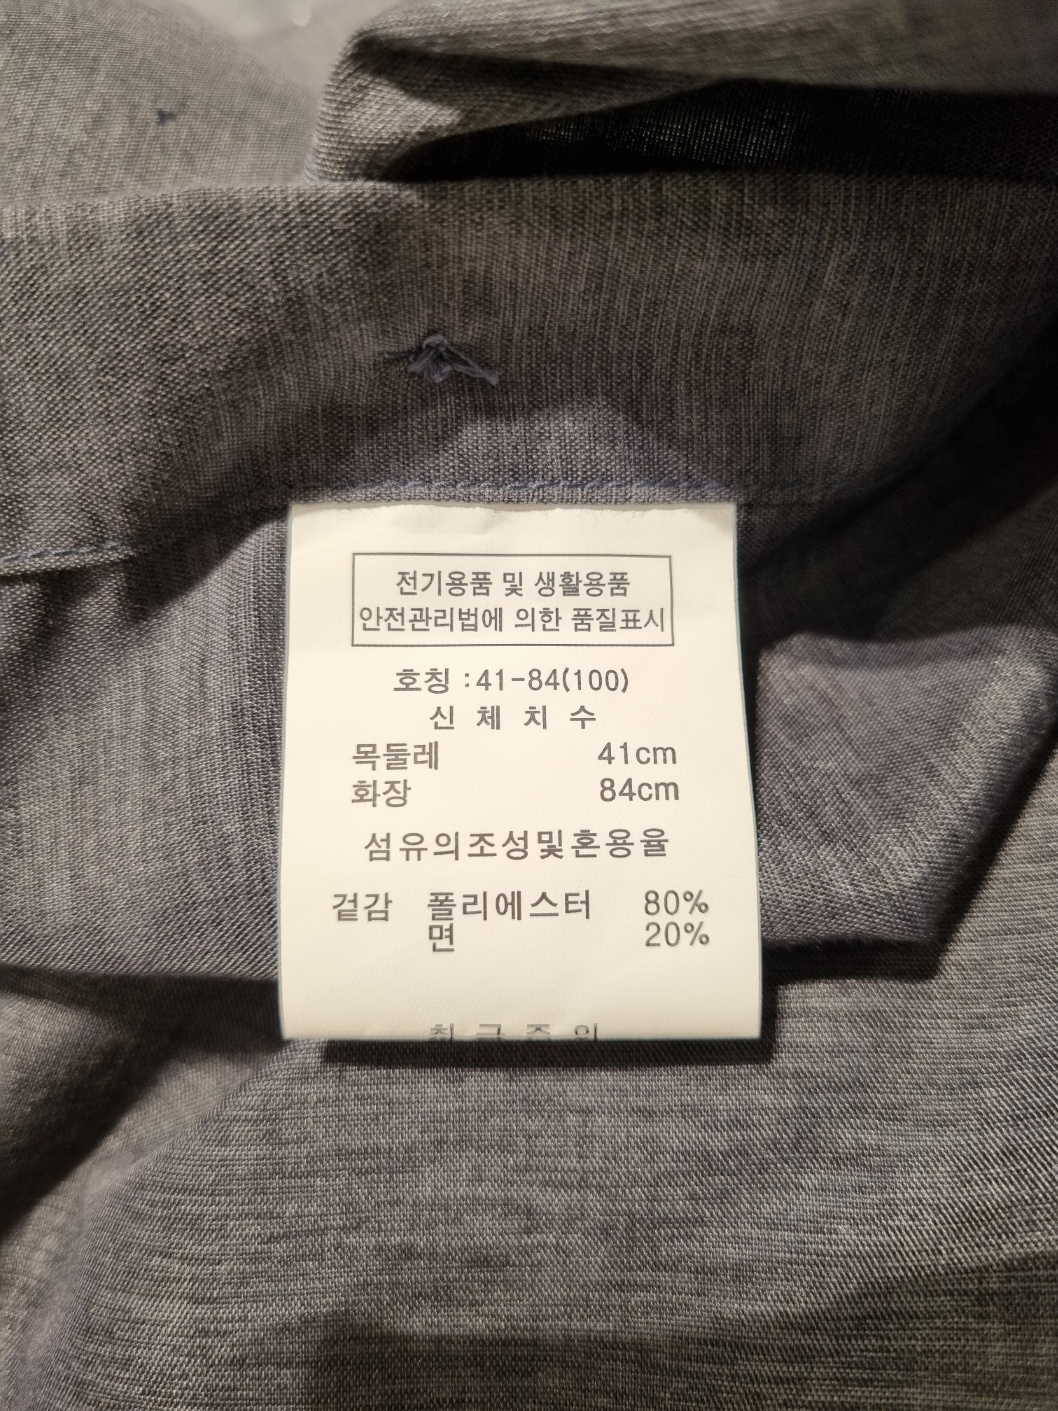 전기용품 및 생활용품
안전관리법에 의한 품질표시
호칭 :41-84(100)
신 체 치 수
목둘레 41cm
화장 84cm
섬유의조성및혼용율
겉감 폴리에스터 80%
면 20%